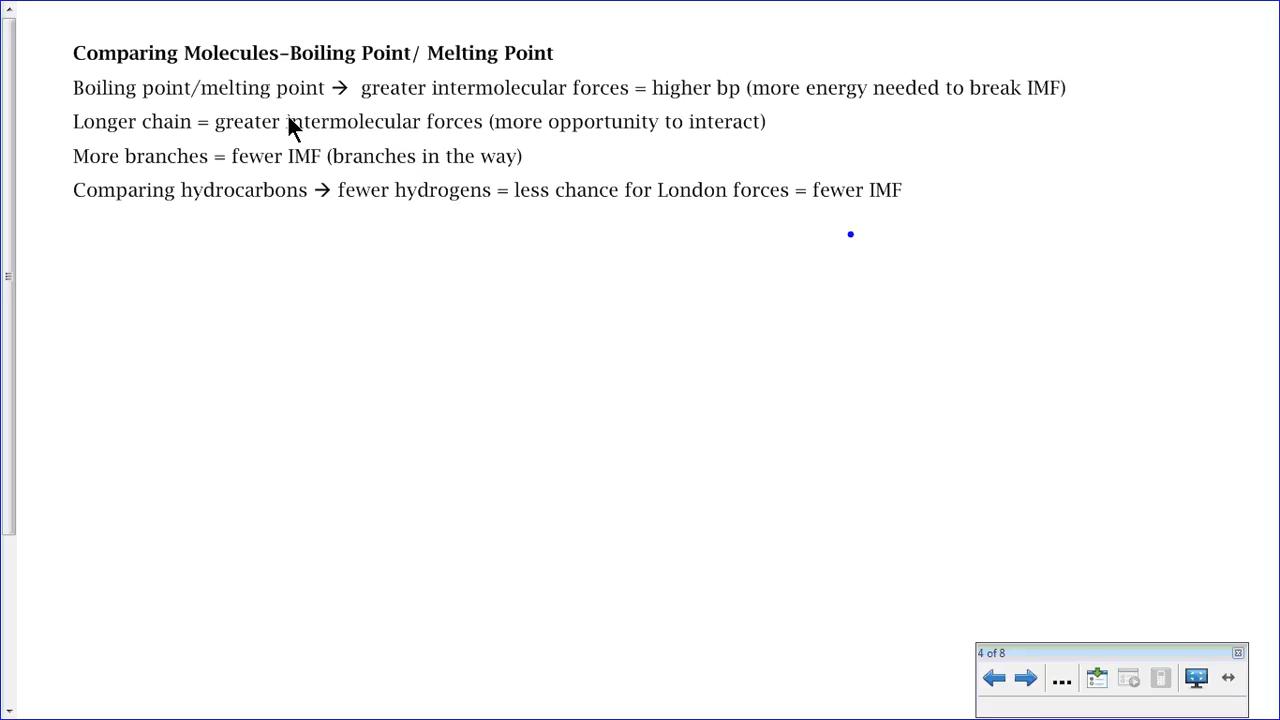 Comparing Molecules–Boiling Point/ Melting Point
Boiling point/melting point → greater intermolecular forces = higher bp (more energy needed to break IMF)
Longer chain = greater intermolecular forces (more opportunity to interact)
More branches = fewer IMF (branches in the way)
Comparing hydrocarbons → fewer hydrogens = less chance for London forces = fewer IMF
4 of 8